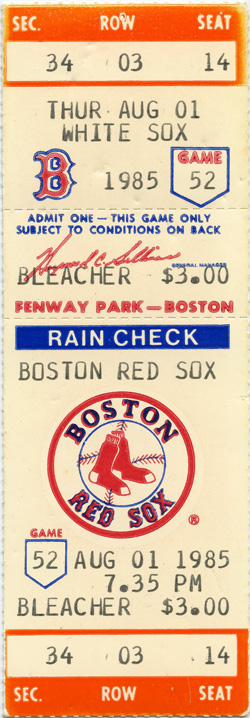 SEC. ROW SEAT
34 03 14
THUR AUG 01
WHITE SOX
B 1985 GAME 52
ADMIT ONE — THIS GAME ONLY
SUBJECT TO CONDITIONS ON BACK
GENERAL MANAGER
BLEACHER $3.00
FENWAY PARK — BOSTON
RAIN CHECK
BOSTON RED SOX
BOSTON
RED SOX
®
GAME
52 AUG 01 1985
7.35 PM
BLEACHER $3.00
34 03 14
SEC. ROW SEAT